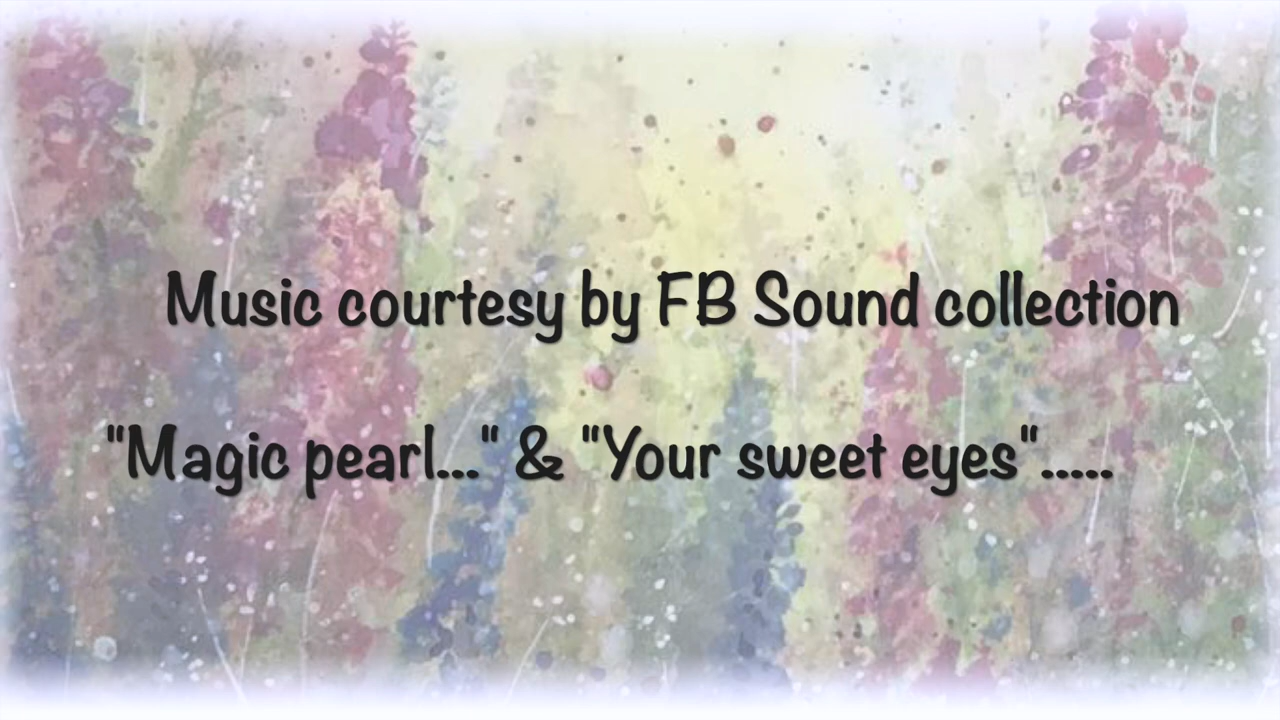 Music courtesy by FB Sound collection
"Magic pearl..." & "Your sweet eyes".....